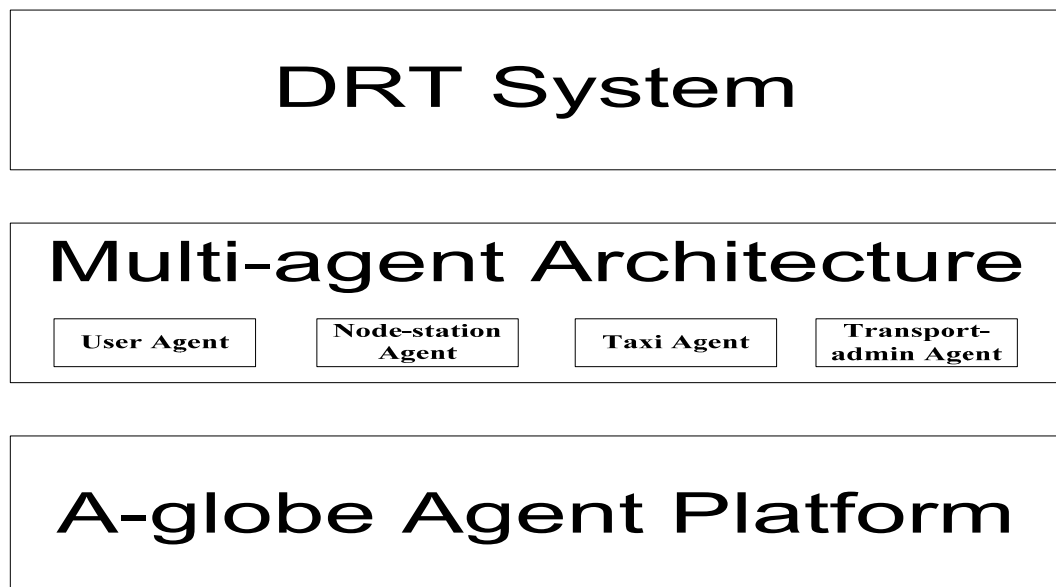 DRT System
Multi-agent Architecture
User Agent
Node-station
Agent
Taxi Agent
Transport-
admin Agent
A-globe Agent Platform